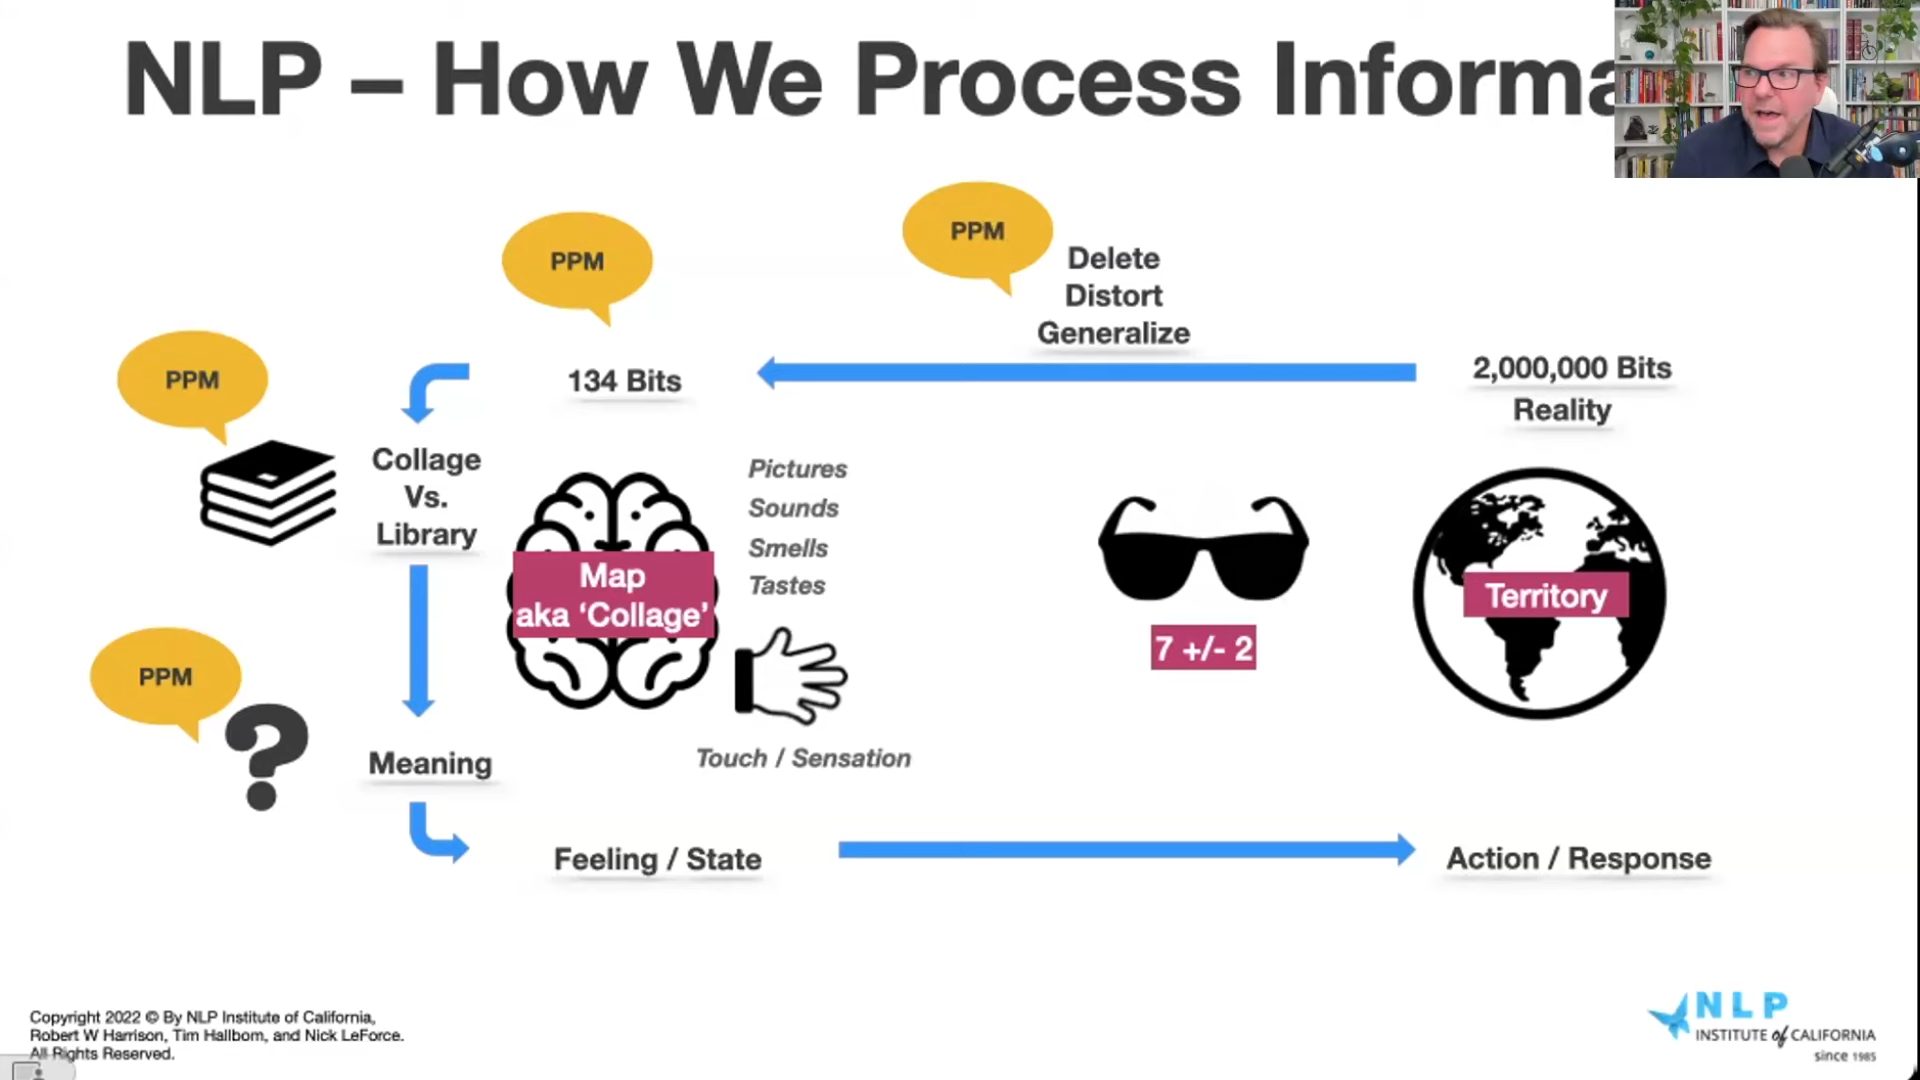 NLP – How We Process Informa
PPM
PPM
PPM
Delete
Distort
Generalize
134 Bits
2,000,000 Bits
Reality
PPM
Collage
Vs.
Library
Map
aka ‘Collage’
Pictures
Sounds
Smells
Tastes
Touch / Sensation
7 +/- 2
Territory
Meaning
Feeling / State
Action / Response
Copyright 2022 © By NLP Institute of California,
Robert W Harrison, Tim Hallbom, and Nick LeForce.
All Rights Reserved.
NLP
INSTITUTE of CALIFORNIA
since 1985